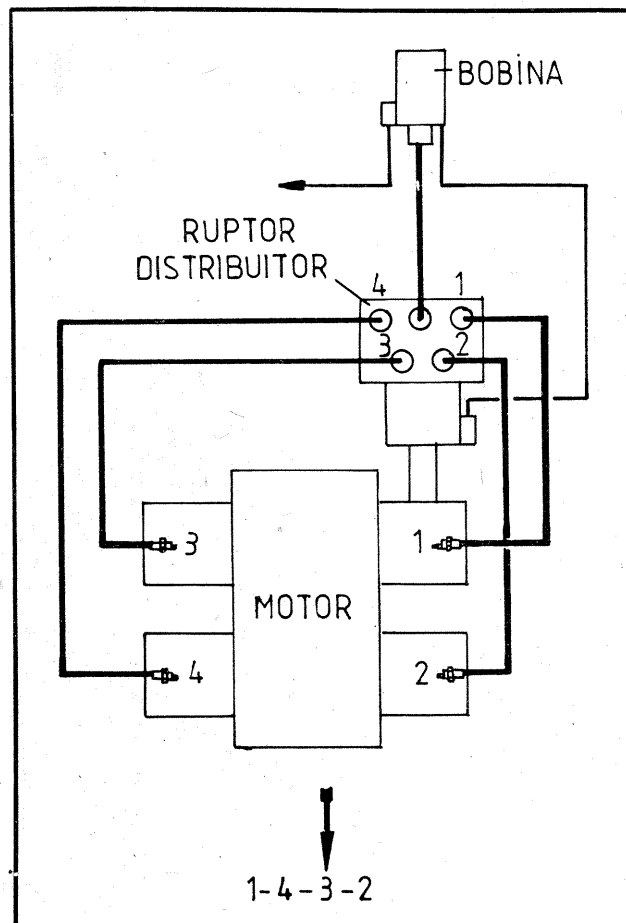 BOBİNA
RUPTOR
DISTRIBUITOR
4 1
3 2
3 1
MOTOR
4 2
1-4-3-2